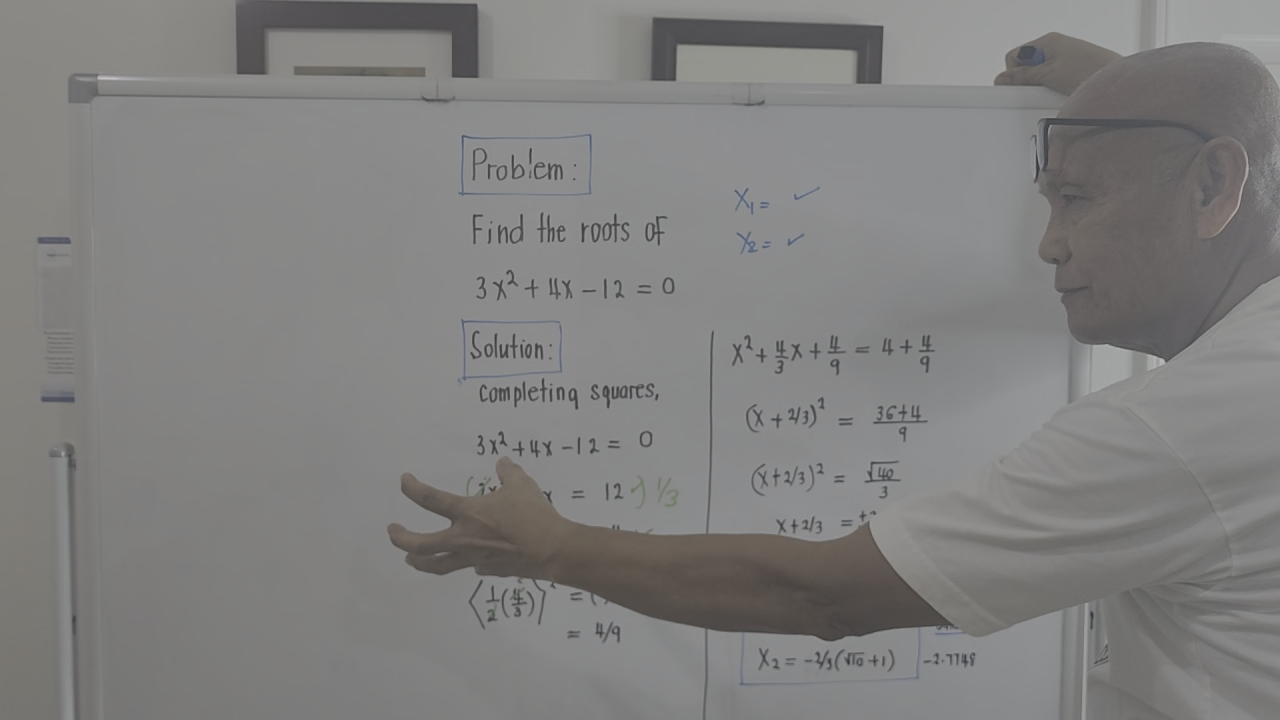 Problem:
Find the roots of
3x² + 4x - 12 = 0
x₁ = ✓
x₂ = ✓
Solution:
completing squares,
3x² + 4x - 12 = 0
x = 12 ) 1/3
⟨1/2(4/3)⟩² = (
= 4/9
x² + 4/3 x + 4/9 = 4 + 4/9
(x + 2/3)² = 36+4/9
(x + 2/3)² = √40/3
x + 2/3 = ±
x₂ = -2/3(√10 + 1) -2.7748